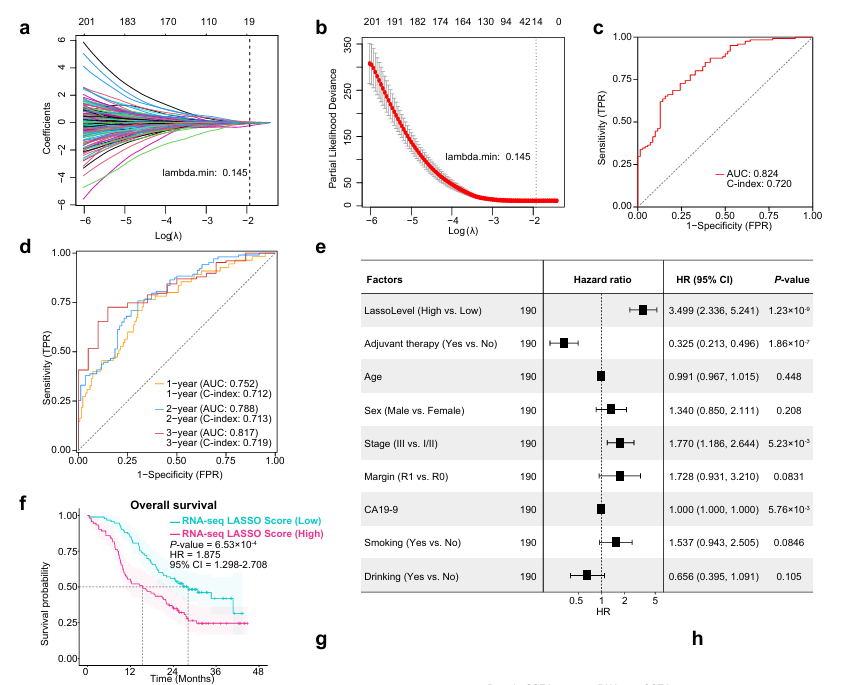 a
201 183 170 110 19
6
4
2
0
−2
−4
−6
Coefficients
lambda.min: 0.145
−6 −5 −4 −3 −2
Log(λ)
b
201 191 182 174 164 130 94 42 14 0
350
250
150
50
0
Partial Likelihood Deviance
lambda.min: 0.145
−6 −5 −4 −3 −2
Log(λ)
c
1.00
0.75
0.50
0.25
0.00
Sensitivity (TPR)
AUC: 0.824
C-index: 0.720
0.00 0.25 0.50 0.75 1.00
1−Specificity (FPR)
d
1.00
0.75
0.50
0.25
0.00
Sensitivity (TPR)
1−year (AUC: 0.752)
1−year (C-index: 0.712)
2−year (AUC: 0.788)
2−year (C-index: 0.713)
3−year (AUC: 0.817)
3−year (C-index: 0.719)
0.00 0.25 0.50 0.75 1.00
1−Specificity (FPR)
e
Factors Hazard ratio HR (95% CI) P-value
LassoLevel (High vs. Low) 190 3.499 (2.336, 5.241) 1.23×10⁻⁹
Adjuvant therapy (Yes vs. No) 190 0.325 (0.213, 0.496) 1.86×10⁻⁷
Age 190 0.991 (0.967, 1.015) 0.448
Sex (Male vs. Female) 190 1.340 (0.850, 2.111) 0.208
Stage (III vs. I/II) 190 1.770 (1.186, 2.644) 5.23×10⁻³
Margin (R1 vs. R0) 190 1.728 (0.931, 3.210) 0.0831
CA19-9 190 1.000 (1.000, 1.000) 5.76×10⁻³
Smoking (Yes vs. No) 190 1.537 (0.943, 2.505) 0.0846
Drinking (Yes vs. No) 190 0.656 (0.395, 1.091) 0.105
0.5 1 2 5
HR
f
Overall survival
RNA-seq LASSO Score (Low)
RNA-seq LASSO Score (High)
P-value = 6.53×10⁻⁴
HR = 1.875
95% CI = 1.298-2.708
1.00
0.75
0.50
0.25
0.00
Survival probability
0 12 24 36 48
Time (Months)
g
h